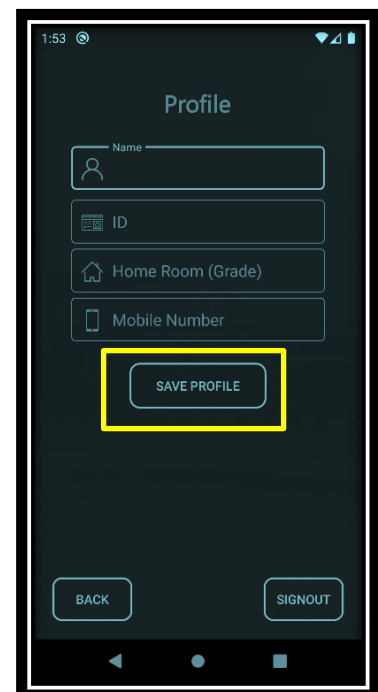 1:53
Profile
Name
ID
Home Room (Grade)
Mobile Number
SAVE PROFILE
BACK
SIGNOUT